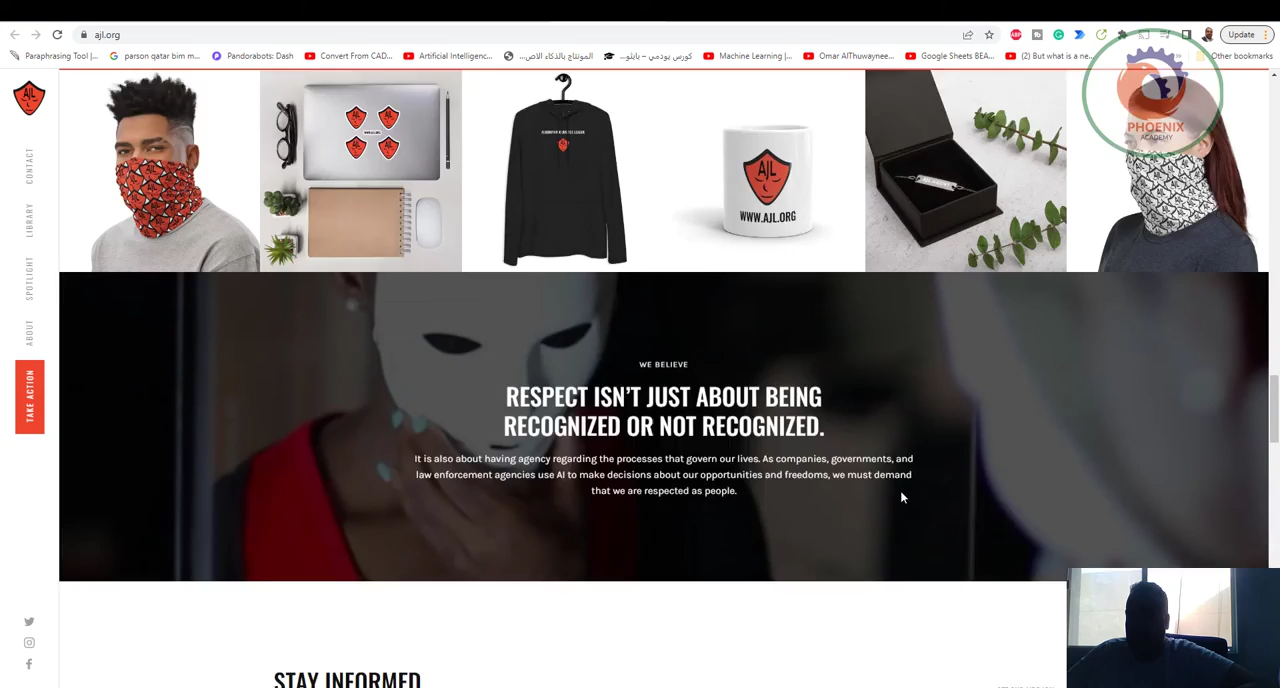 ajl.org
Update
Paraphrasing Tool |...
parson qatar bim m...
Pandorabots: Dash
Convert From CAD...
Artificial Intelligenc...
المونتاج بالذكاء الاص...
كورس يودمي – بايثو...
Machine Learning |...
Omar AlThuwaynee...
Google Sheets BEA...
(2) But what is a ne...
Other bookmarks
AJL
CONTACT
LIBRARY
SPOTLIGHT
ABOUT
TAKE ACTION
AJL
WWW.AJL.ORG
PHOENIX
ACADEMY
WE BELIEVE
RESPECT ISN'T JUST ABOUT BEING
RECOGNIZED OR NOT RECOGNIZED.
It is also about having agency regarding the processes that govern our lives. As companies, governments, and
law enforcement agencies use AI to make decisions about our opportunities and freedoms, we must demand
that we are respected as people.
STAY INFORMED